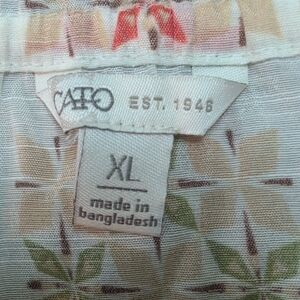 CATO EST. 1946
XL
made in
bangladesh